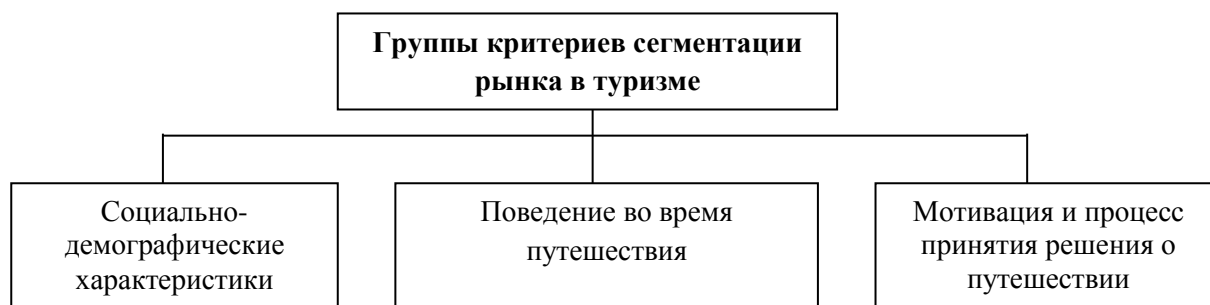 Группы критериев сегментации
рынка в туризме
Социально-
демографические
характеристики
Поведение во время
путешествия
Мотивация и процесс
принятия решения о
путешествии